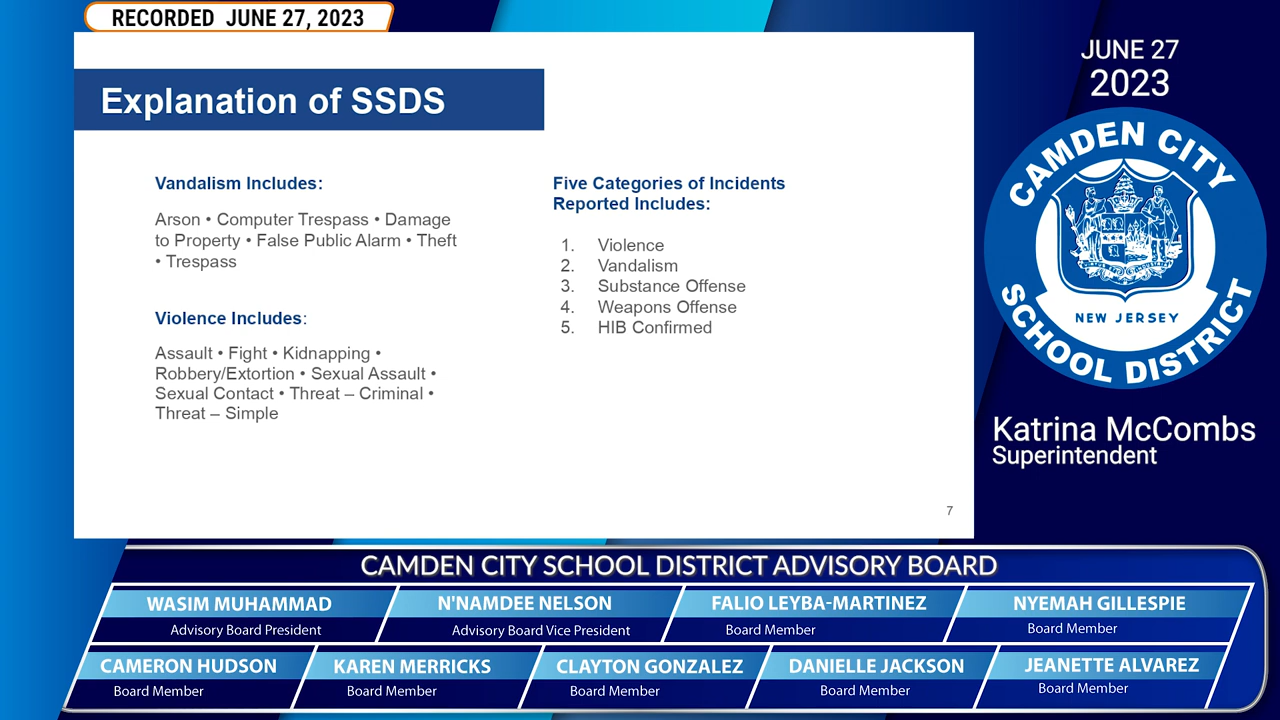 RECORDED JUNE 27, 2023
Explanation of SSDS
Vandalism Includes:
Arson • Computer Trespass • Damage
to Property • False Public Alarm • Theft
• Trespass
Violence Includes:
Assault • Fight • Kidnapping •
Robbery/Extortion • Sexual Assault •
Sexual Contact • Threat – Criminal •
Threat – Simple
Five Categories of Incidents
Reported Includes:
1. Violence
2. Vandalism
3. Substance Offense
4. Weapons Offense
5. HIB Confirmed
7
JUNE 27
2023
CAMDEN CITY
NEW JERSEY
SCHOOL DISTRICT
Katrina McCombs
Superintendent
CAMDEN CITY SCHOOL DISTRICT ADVISORY BOARD
WASIM MUHAMMAD
Advisory Board President
N'NAMDEE NELSON
Advisory Board Vice President
FALIO LEYBA-MARTINEZ
Board Member
NYEMAH GILLESPIE
Board Member
CAMERON HUDSON
Board Member
KAREN MERRICKS
Board Member
CLAYTON GONZALEZ
Board Member
DANIELLE JACKSON
Board Member
JEANETTE ALVAREZ
Board Member